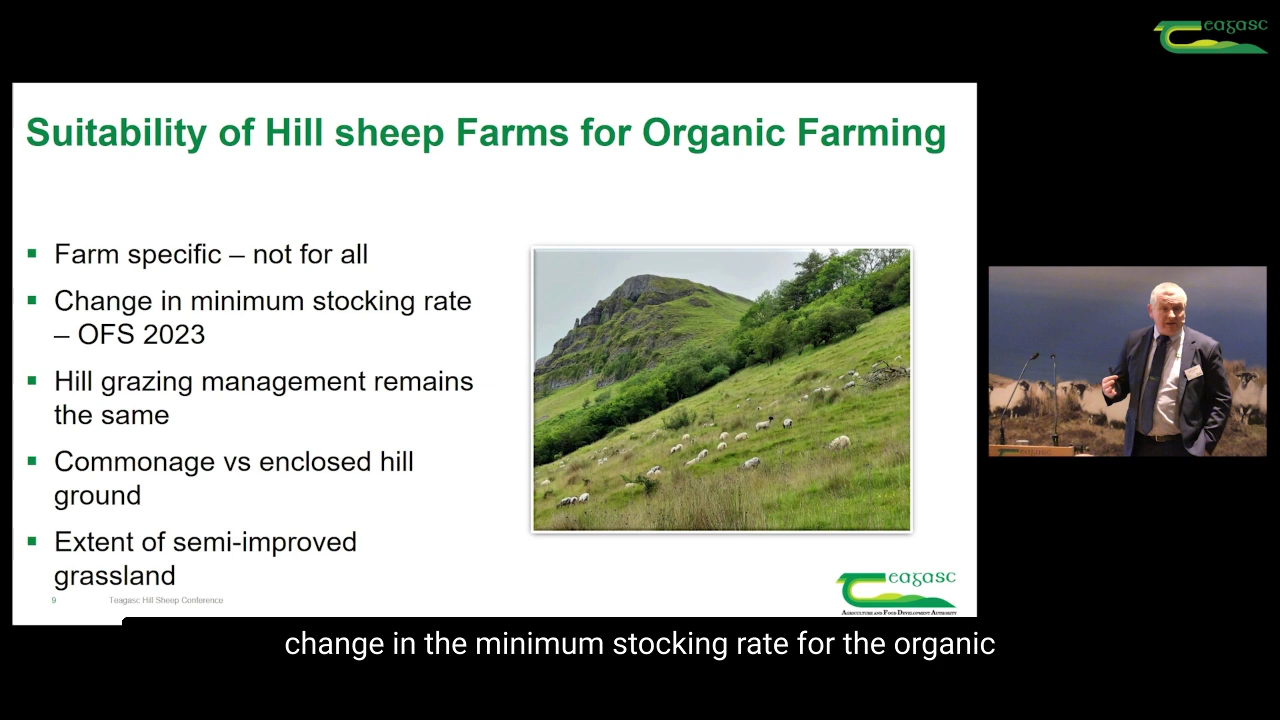 Teagasc
Suitability of Hill sheep Farms for Organic Farming
▪ Farm specific – not for all
▪ Change in minimum stocking rate
– OFS 2023
▪ Hill grazing management remains
the same
▪ Commonage vs enclosed hill
ground
▪ Extent of semi-improved
grassland
9
Teagasc Hill Sheep Conference
Teagasc
AGRICULTURE AND FOOD DEVELOPMENT AUTHORITY
change in the minimum stocking rate for the organic